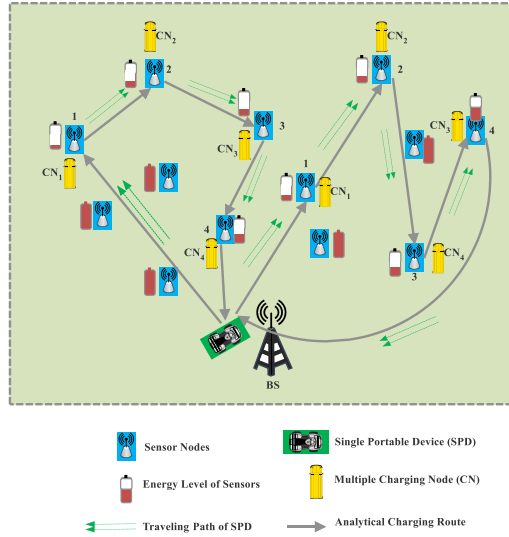 CN2
CN2
2
2
1
3
CN3
4
CN3
CN1
1
CN1
4
CN4
CN4
3
BS
Sensor Nodes
Single Portable Device (SPD)
Energy Level of Sensors
Multiple Charging Node (CN)
Traveling Path of SPD
Analytical Charging Route